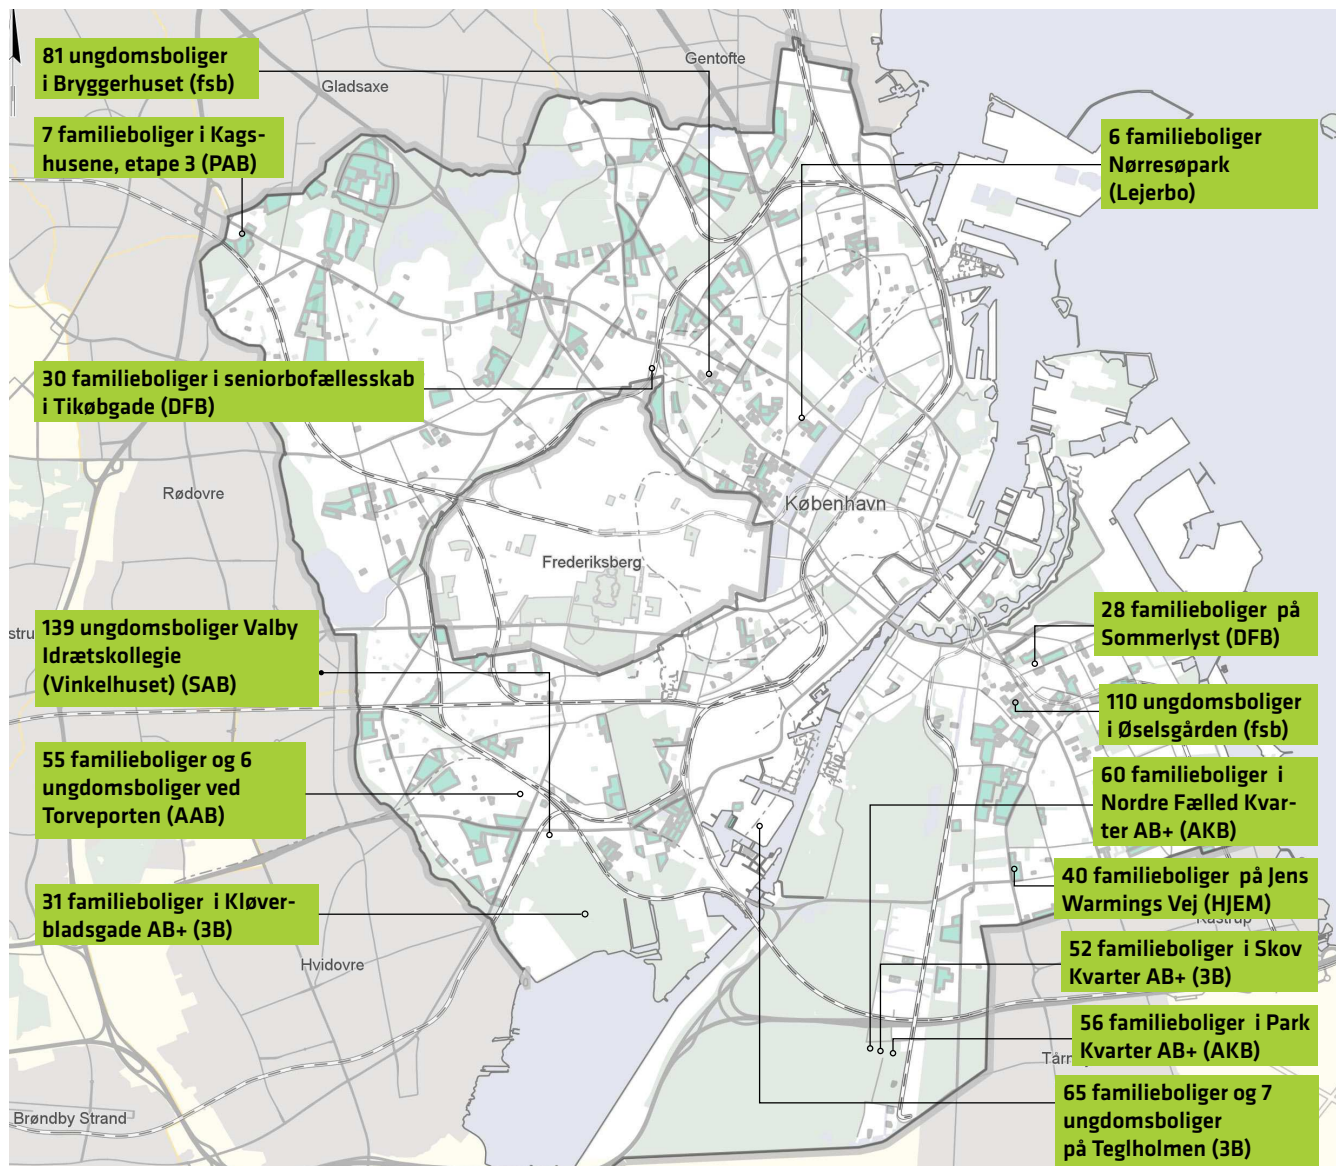 81 ungdomsboliger
i Bryggerhuset (fsb)
Gentofte
Gladsaxe
7 familieboliger i Kags-
husene, etape 3 (PAB)
6 familieboliger
Nørresøpark
(Lejerbo)
30 familieboliger i seniorbofællesskab
i Tikøbgade (DFB)
Rødovre
København
Frederiksberg
139 ungdomsboliger Valby
Idrætskollegie
(Vinkelhuset) (SAB)
28 familieboliger på
Sommerlyst (DFB)
110 ungdomsboliger
i Øselsgården (fsb)
55 familieboliger og 6
ungdomsboliger ved
Torveporten (AAB)
60 familieboliger i
Nordre Fælled Kvar-
ter AB+ (AKB)
31 familieboliger i Kløver-
bladsgade AB+ (3B)
40 familieboliger på Jens
Warmings Vej (HJEM)
Kastrup
Hvidovre
52 familieboliger i Skov
Kvarter AB+ (3B)
56 familieboliger i Park
Kvarter AB+ (AKB)
Tårn
65 familieboliger og 7
ungdomsboliger
på Teglholmen (3B)
Brøndby Strand